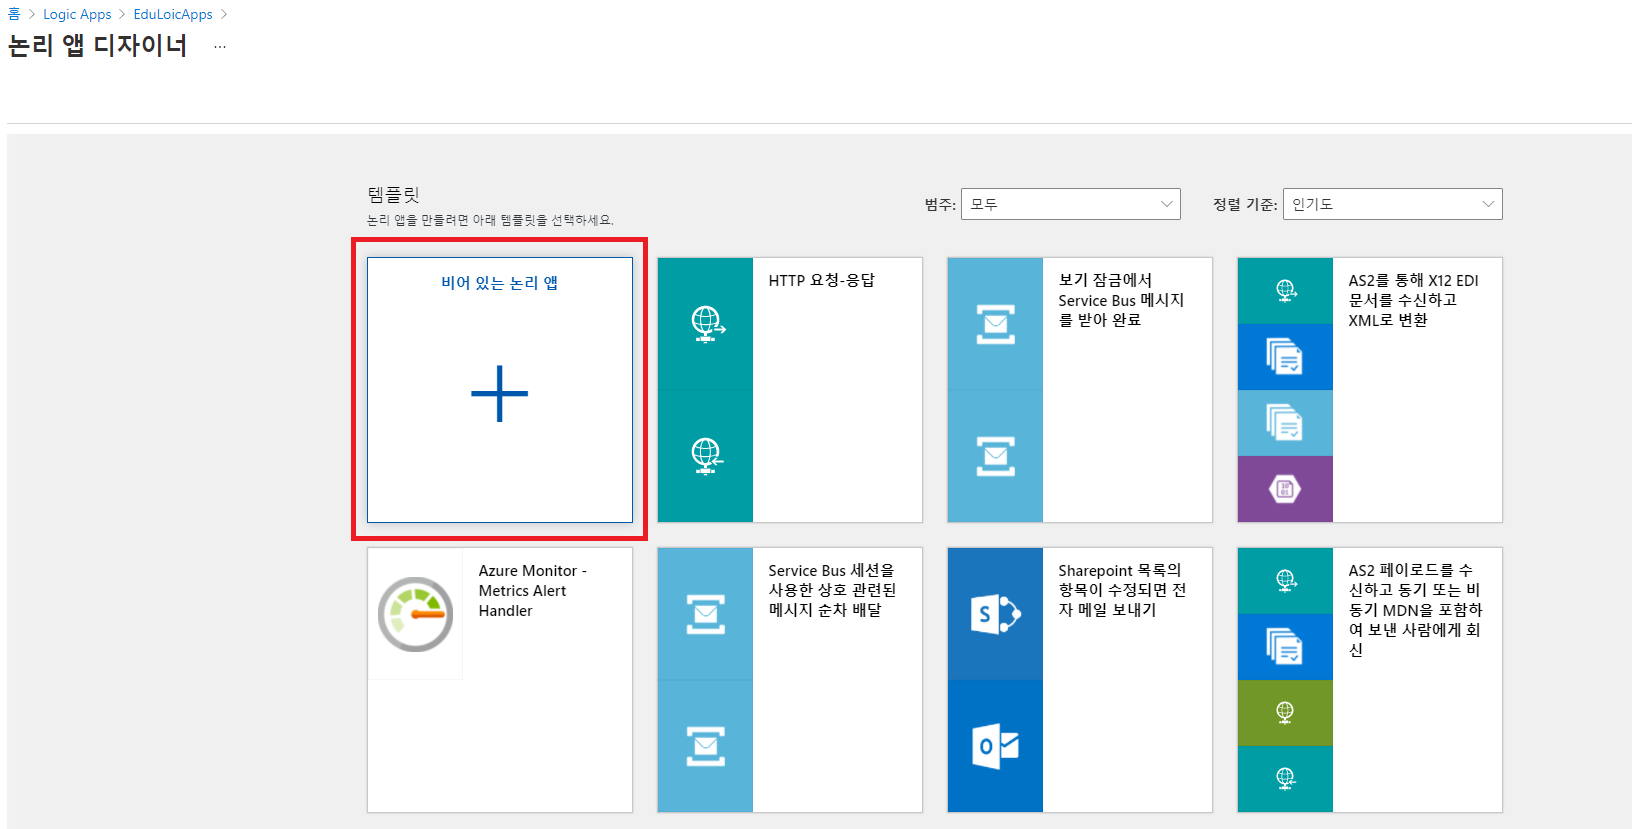 홈 > Logic Apps > EduLoicApps >
논리 앱 디자이너 ...
템플릿
논리 앱을 만들려면 아래 템플릿을 선택하세요.
범주: 모두
정렬 기준: 인기도
비어 있는 논리 앱
HTTP 요청-응답
보기 잠금에서
Service Bus 메시지
를 받아 완료
AS2를 통해 X12 EDI
문서를 수신하고
XML로 변환
Azure Monitor -
Metrics Alert
Handler
Service Bus 세션을
사용한 상호 관련된
메시지 순차 배달
Sharepoint 목록의
항목이 수정되면 전
자 메일 보내기
AS2 페이로드를 수
신하고 동기 또는 비
동기 MDN을 포함하
여 보낸 사람에게 회
신